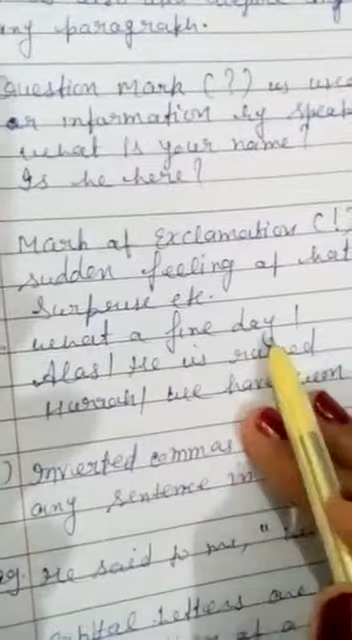 any paragraph.
Question Mark (??) is use
or information by speak
what Is your name?
Is he here?
Mark of Exclamation (!
sudden feeling of hat
Surprise etc.
what a fine day!
Alas! He is ruined
Hurrah! we have won
) Inverted commas
any sentence in
eg. He said to me, "
Capital letters are